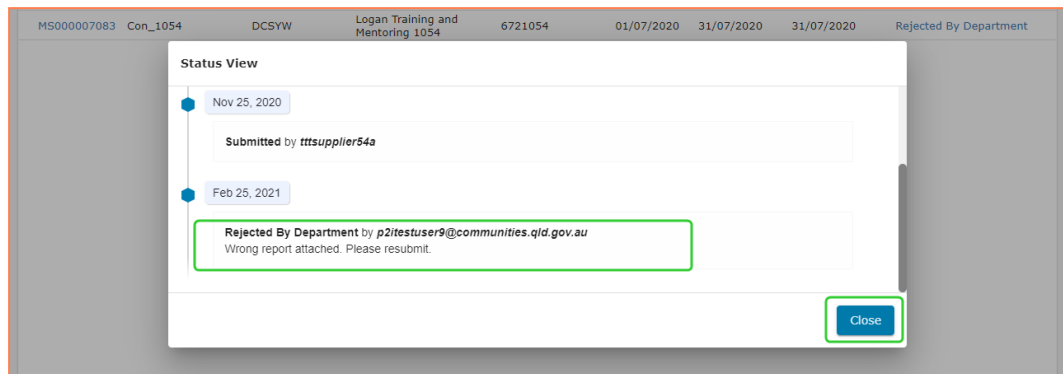 MS000007083 Con_1054 DCSYW Logan Training and Mentoring 1054 6721054 01/07/2020 31/07/2020 31/07/2020 Rejected By Department
Status View
Nov 25, 2020
Submitted by tttsupplier54a
Feb 25, 2021
Rejected By Department by p2itestuser9@communities.qld.gov.au
Wrong report attached. Please resubmit.
Close